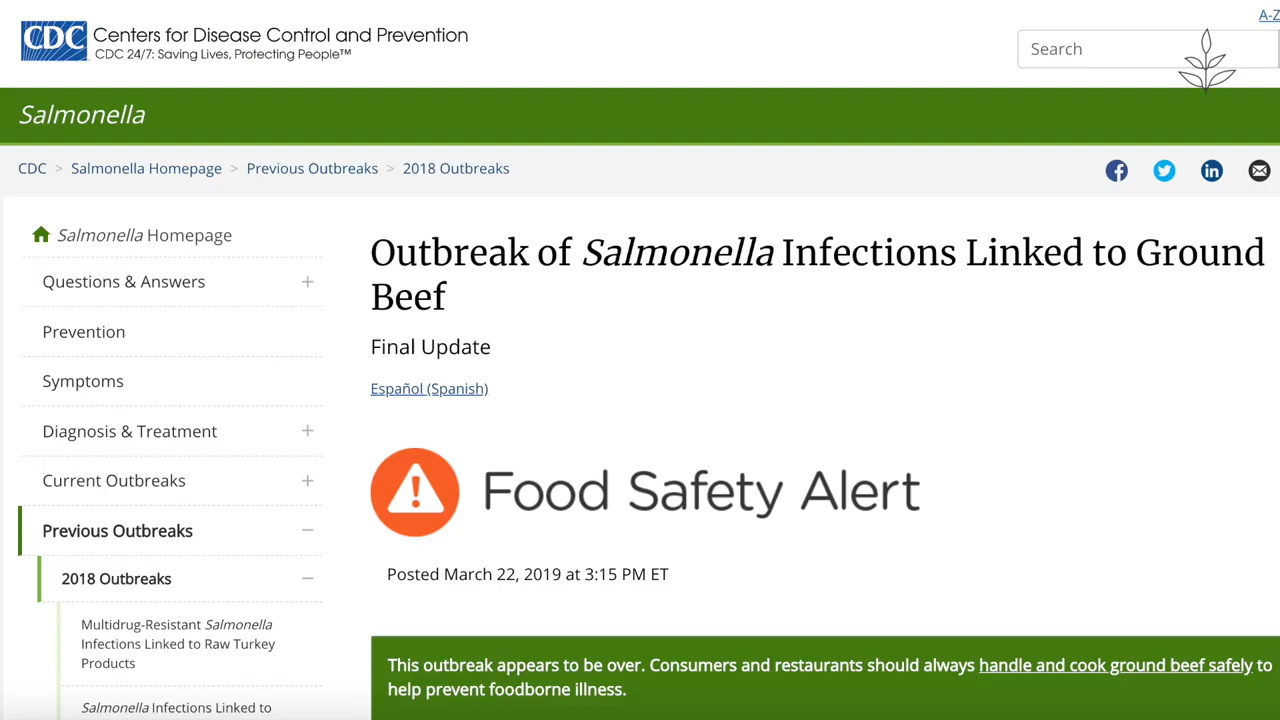 A-Z
CDC Centers for Disease Control and Prevention
CDC 24/7: Saving Lives, Protecting People™
Search
Salmonella
CDC > Salmonella Homepage > Previous Outbreaks > 2018 Outbreaks
Salmonella Homepage
Questions & Answers +
Prevention
Symptoms
Diagnosis & Treatment +
Current Outbreaks +
Previous Outbreaks −
2018 Outbreaks −
Multidrug-Resistant Salmonella
Infections Linked to Raw Turkey
Products
Salmonella Infections Linked to
Outbreak of Salmonella Infections Linked to Ground
Beef
Final Update
Español (Spanish)
Food Safety Alert
Posted March 22, 2019 at 3:15 PM ET
This outbreak appears to be over. Consumers and restaurants should always handle and cook ground beef safely to
help prevent foodborne illness.